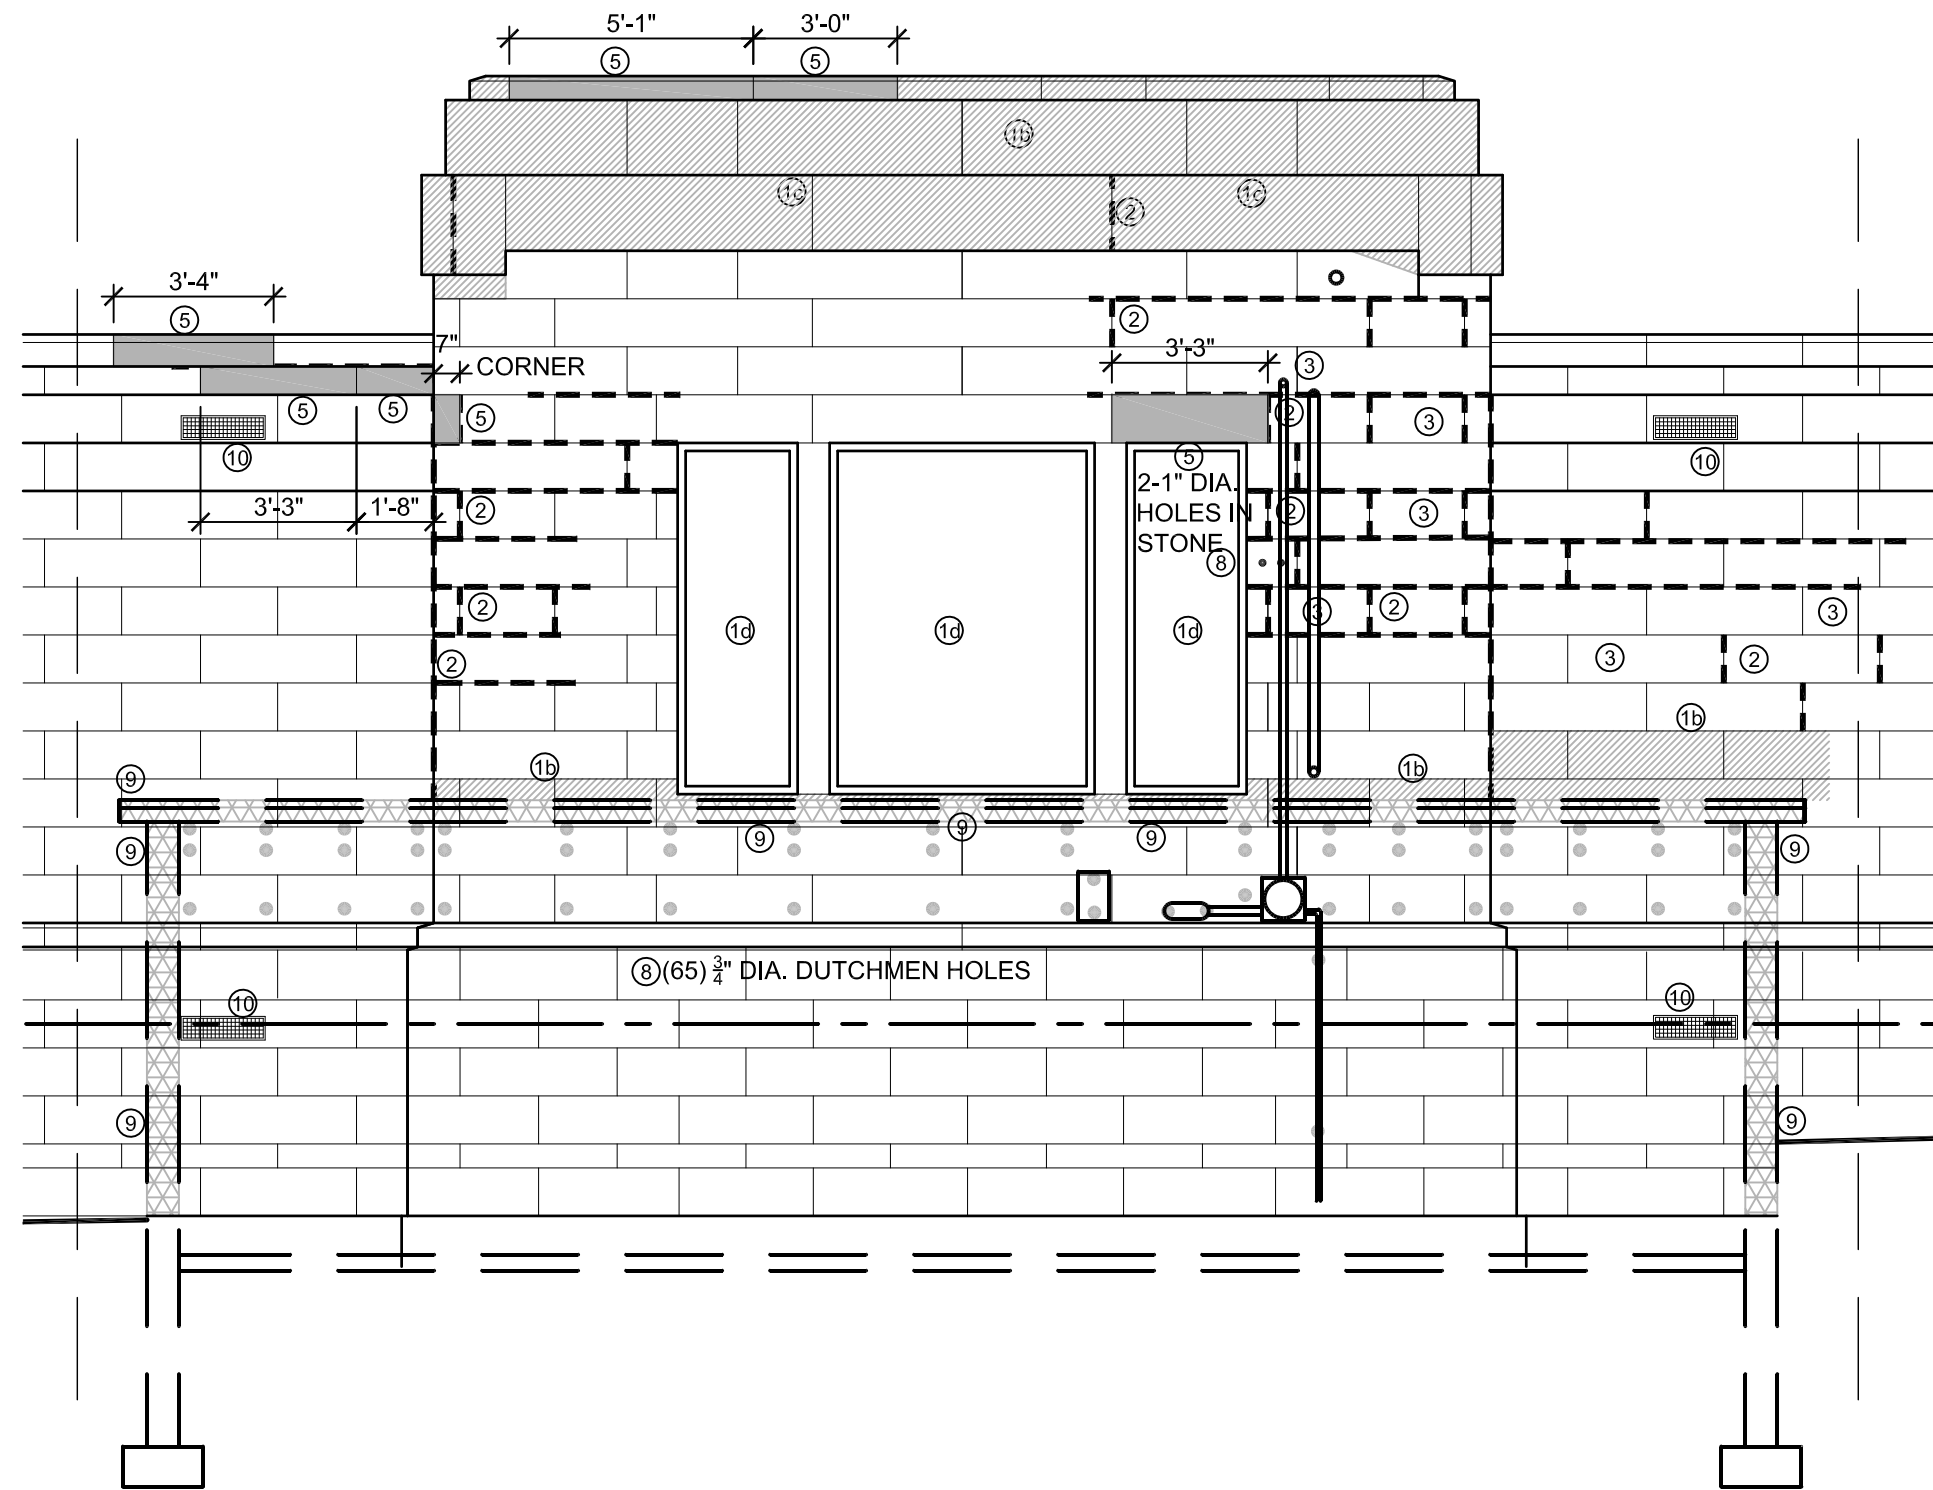 5'-1" 3'-0"
5 5
1b
1c 1c
2
3'-4"
5
2
7" 3'-3"
CORNER 3
5 5 5 2 3
10 5 10
2-1" DIA.
3'-3" 1'-8" 2 HOLES IN 2 3
STONE
8
2 3 2 3
1d 1d 1d
2 3 2
1b
1b 1b
9
9 9 9
9 9
8 (65) 3/4" DIA. DUTCHMEN HOLES
10 10
9 9